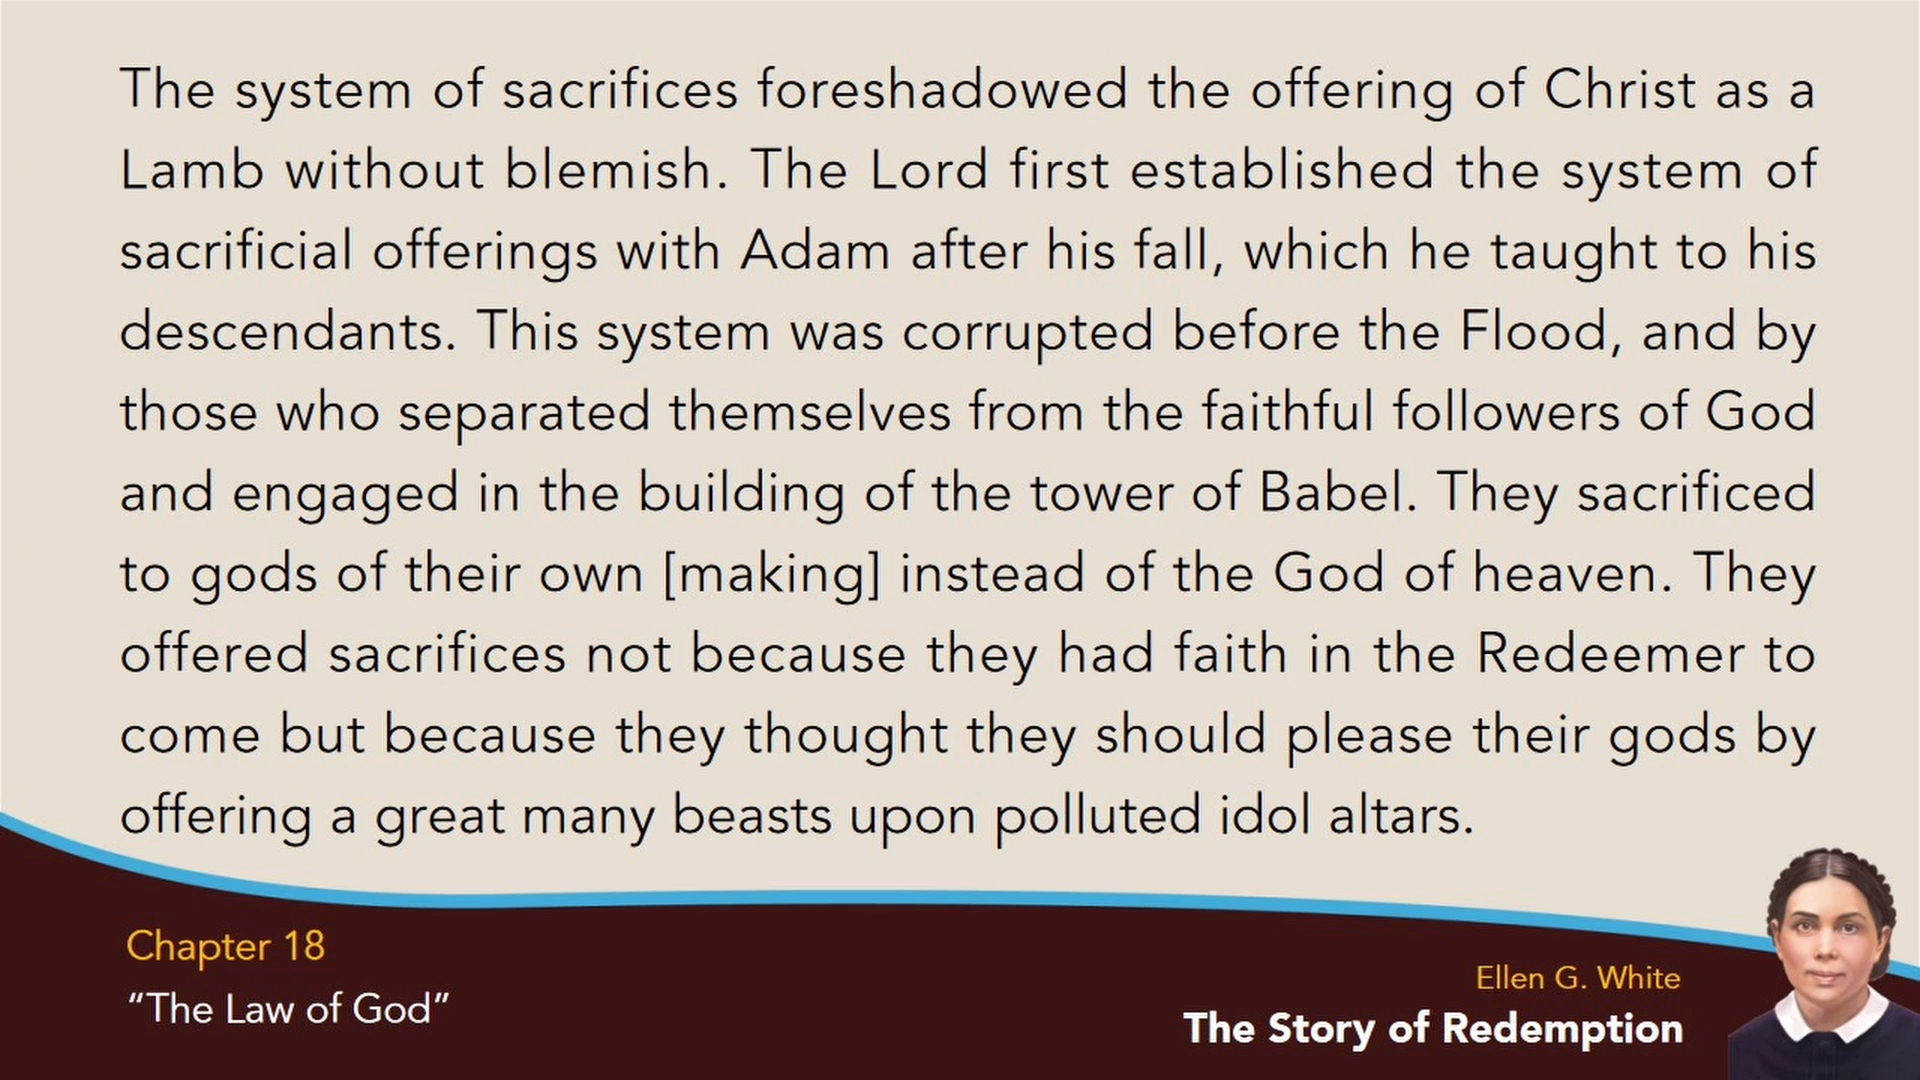 The system of sacrifices foreshadowed the offering of Christ as a
Lamb without blemish. The Lord first established the system of
sacrificial offerings with Adam after his fall, which he taught to his
descendants. This system was corrupted before the Flood, and by
those who separated themselves from the faithful followers of God
and engaged in the building of the tower of Babel. They sacrificed
to gods of their own [making] instead of the God of heaven. They
offered sacrifices not because they had faith in the Redeemer to
come but because they thought they should please their gods by
offering a great many beasts upon polluted idol altars.
Chapter 18
“The Law of God”
Ellen G. White
The Story of Redemption